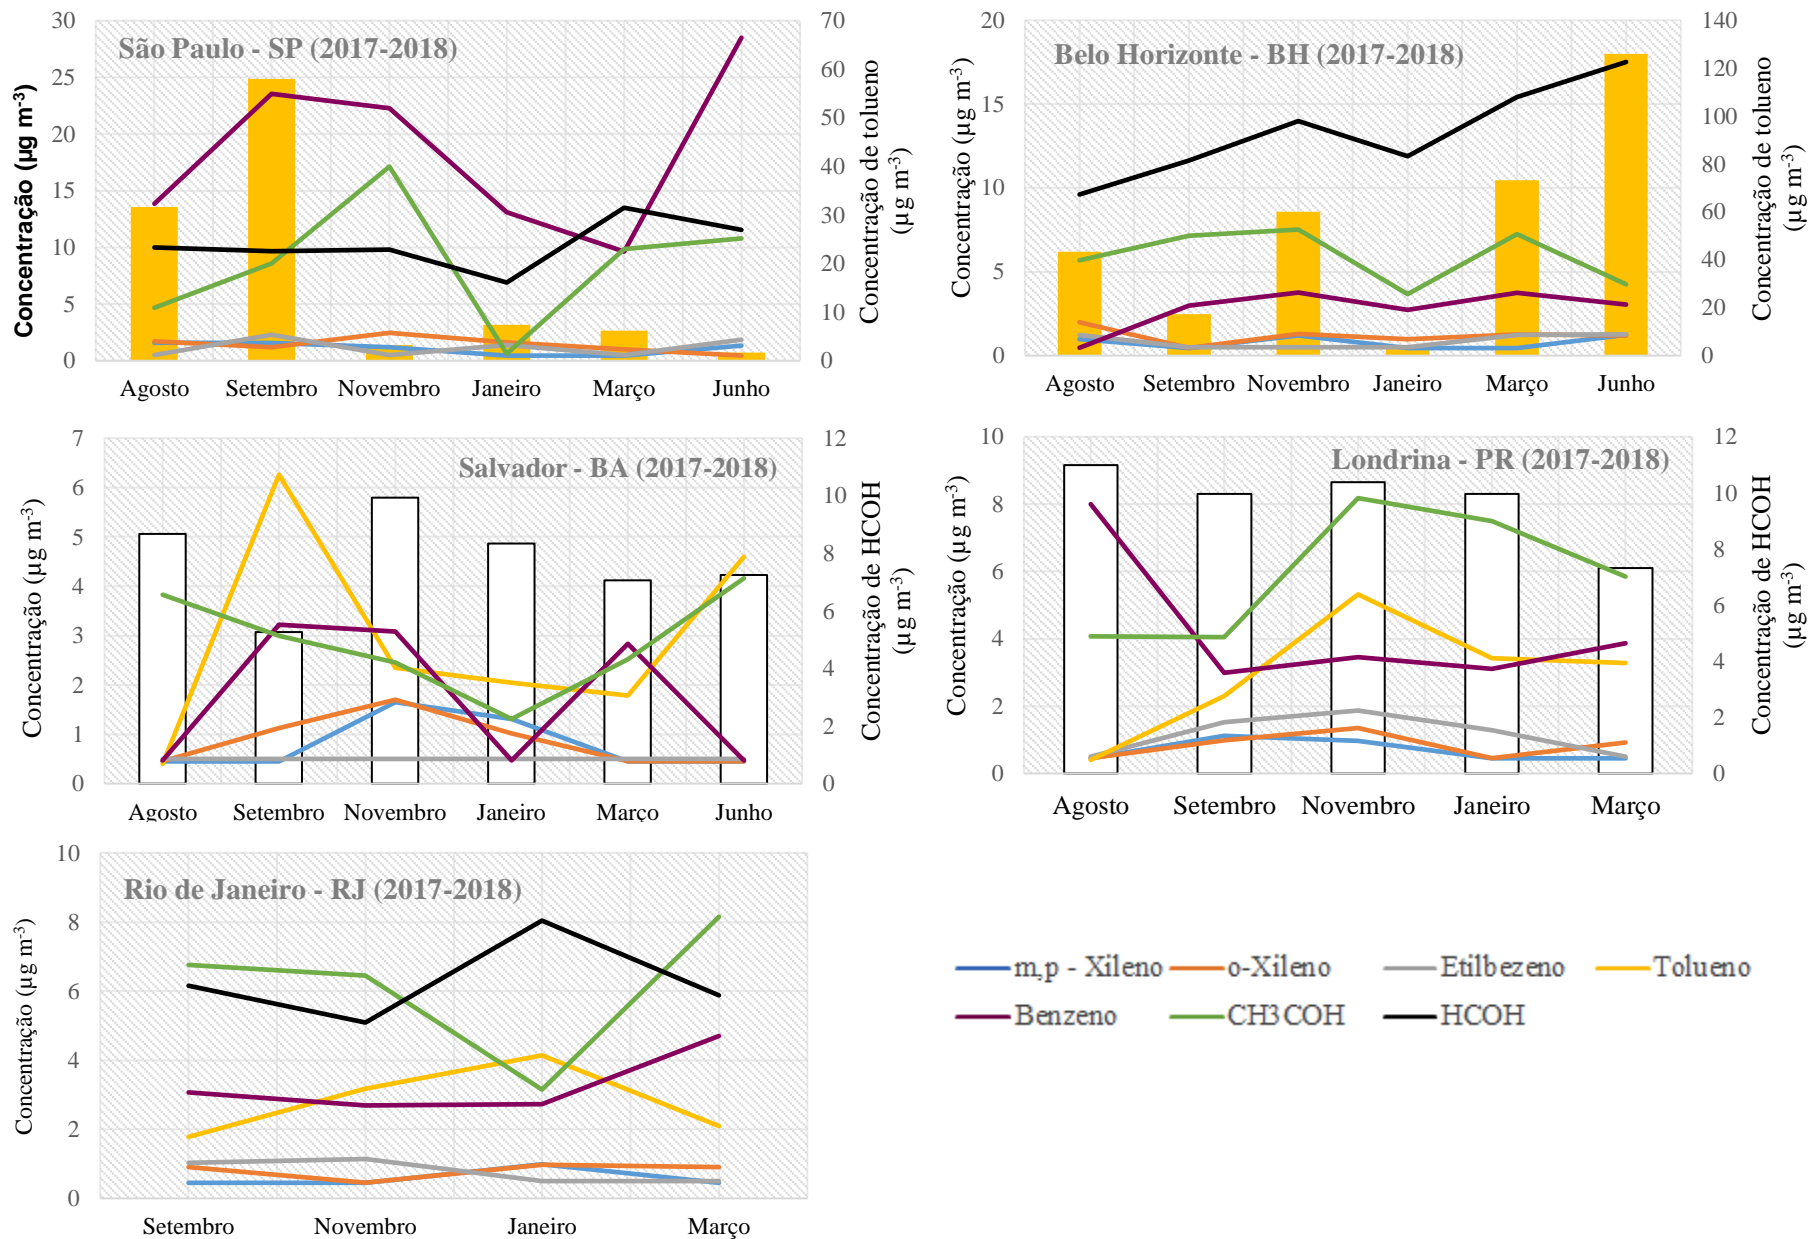 São Paulo - SP (2017-2018)
Concentração (µg m-3)
30
25
20
15
10
5
0
70
60
50
40
30
20
10
0
Concentração de tolueno
(µg m-3)
Agosto Setembro Novembro Janeiro Março Junho
Belo Horizonte - BH (2017-2018)
Concentração (µg m-3)
20
15
10
5
0
140
120
100
80
60
40
20
0
Concentração de tolueno
(µg m-3)
Agosto Setembro Novembro Janeiro Março Junho
Salvador - BA (2017-2018)
Concentração (µg m-3)
7
6
5
4
3
2
1
0
12
10
8
6
4
2
0
Concentração de HCOH
(µg m-3)
Agosto Setembro Novembro Janeiro Março Junho
Londrina - PR (2017-2018)
Concentração (µg m-3)
10
8
6
4
2
0
12
10
8
6
4
2
0
Concentração de HCOH
(µg m-3)
Agosto Setembro Novembro Janeiro Março
Rio de Janeiro - RJ (2017-2018)
Concentração (µg m-3)
10
8
6
4
2
0
Setembro Novembro Janeiro Março
m,p - Xileno o-Xileno Etilbezeno Tolueno
Benzeno CH3COH HCOH